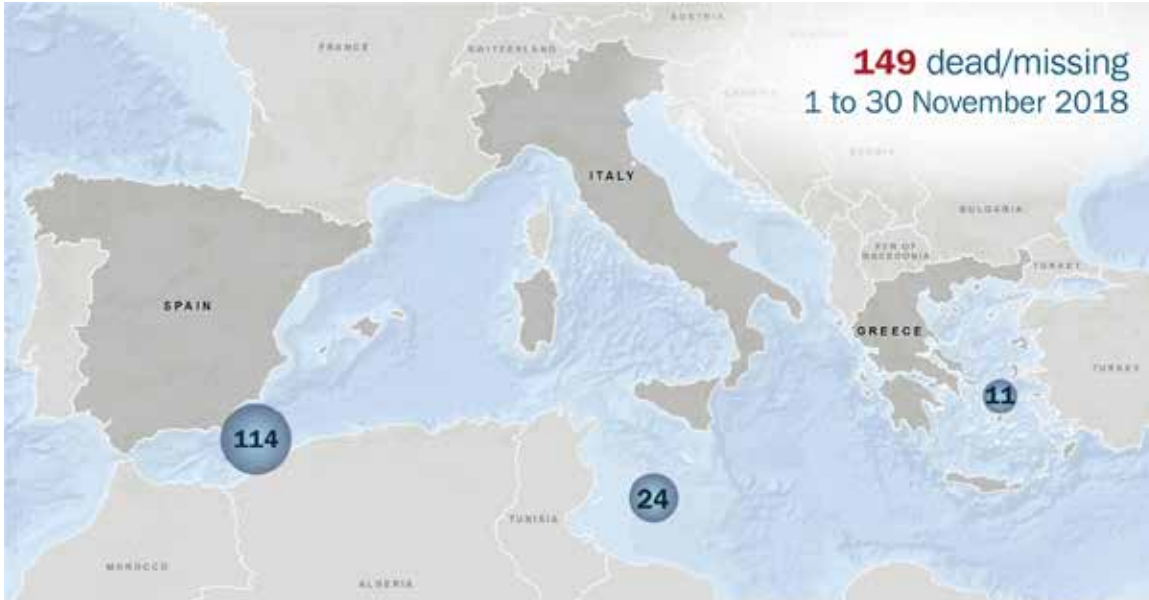 AUSTRIA
FRANCE
SWITZERLAND
149 dead/missing
1 to 30 November 2018
ITALY
BULGARIA
MACEDONIA
TURKEY
SPAIN
GREECE
TURKEY
11
114
24
TUNISIA
MOROCCO
ALGERIA